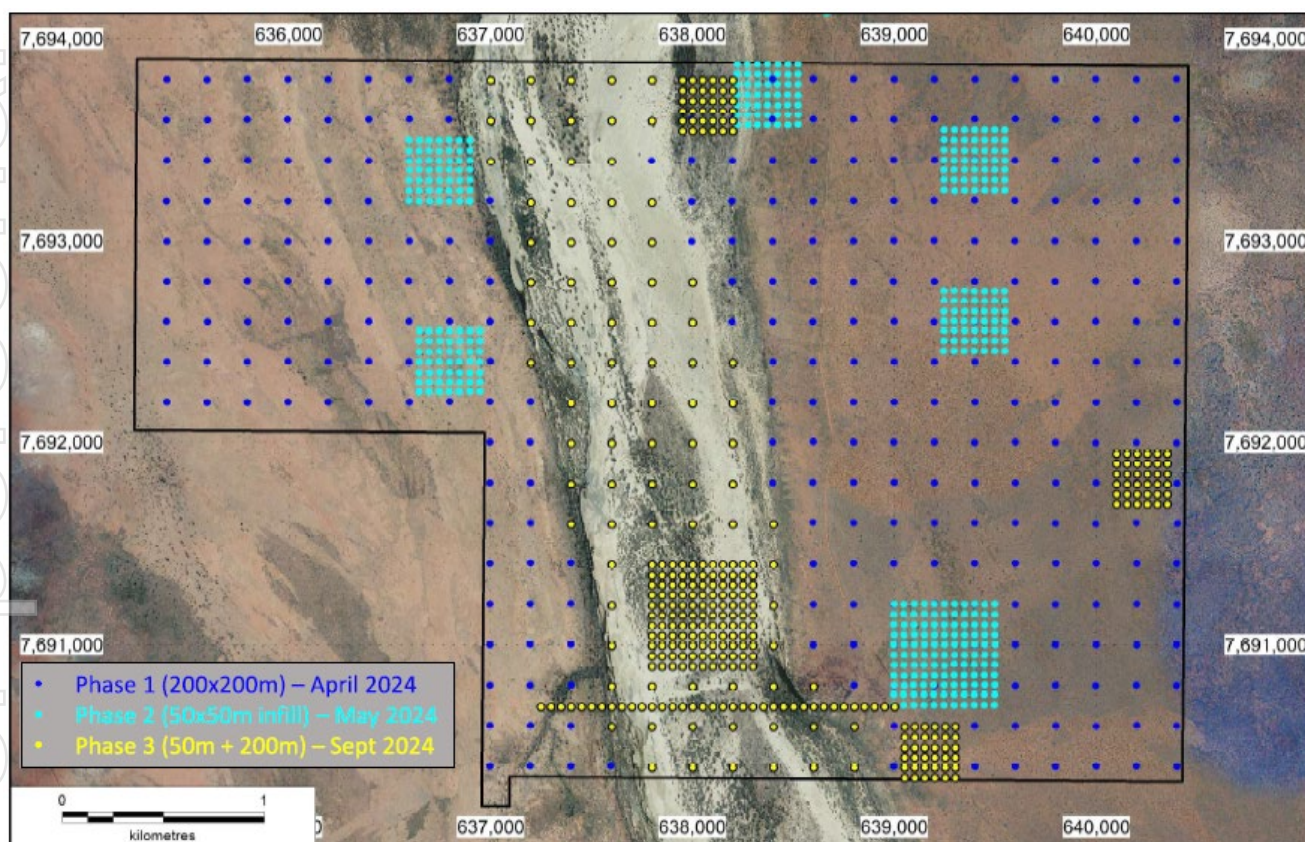 636,000 637,000 638,000 639,000 640,000
7,694,000 7,694,000
7,693,000 7,693,000
7,692,000 7,692,000
7,691,000 7,691,000
Phase 1 (200x200m) – April 2024
Phase 2 (50x50m infill) – May 2024
Phase 3 (50m + 200m) – Sept 2024
0 1
kilometres
637,000 638,000 639,000 640,000